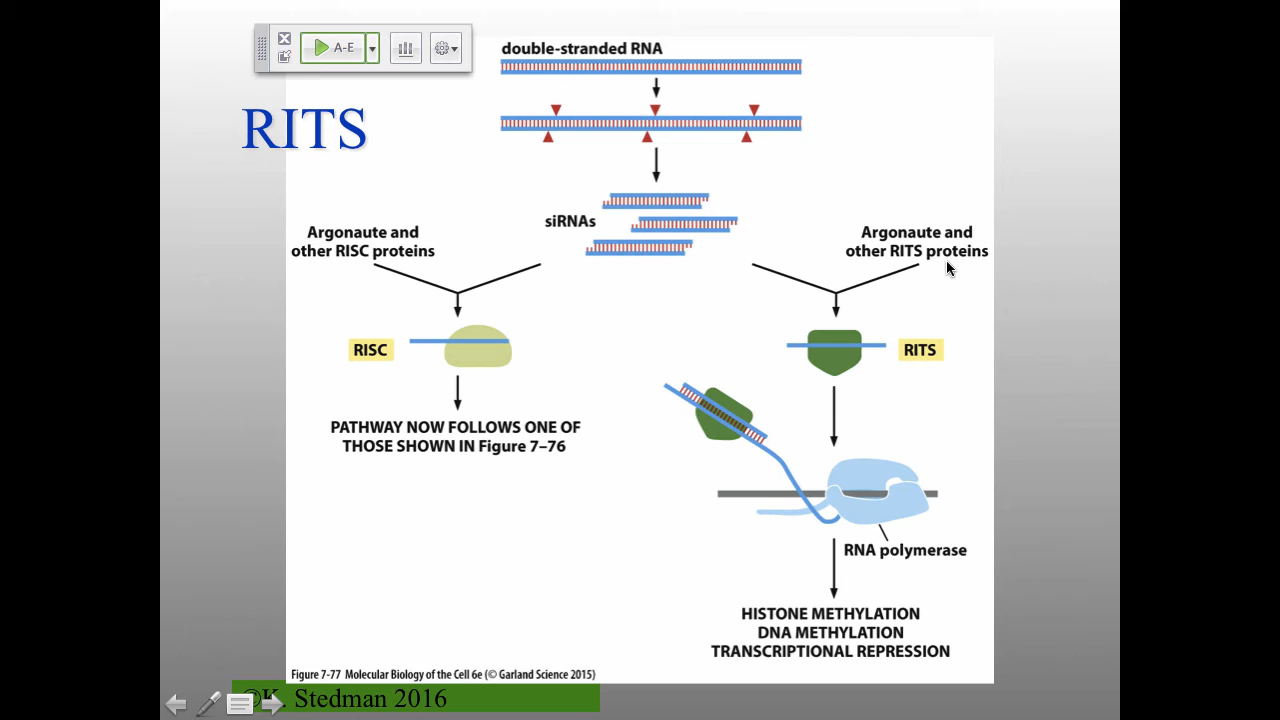 A-E
double-stranded RNA
RITS
siRNAs
Argonaute and
other RISC proteins
Argonaute and
other RITS proteins
RISC
RITS
PATHWAY NOW FOLLOWS ONE OF
THOSE SHOWN IN Figure 7–76
RNA polymerase
HISTONE METHYLATION
DNA METHYLATION
TRANSCRIPTIONAL REPRESSION
Figure 7-77 Molecular Biology of the Cell 6e (© Garland Science 2015)
©K. Stedman 2016